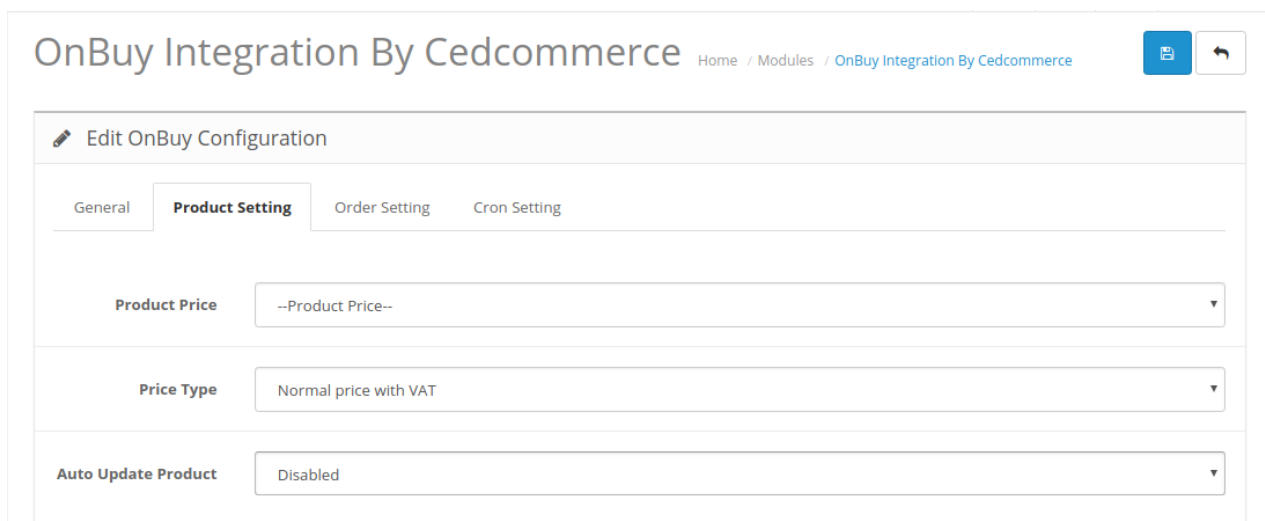 OnBuy Integration By Cedcommerce Home / Modules / OnBuy Integration By Cedcommerce
Edit OnBuy Configuration
General Product Setting Order Setting Cron Setting
Product Price --Product Price--
Price Type Normal price with VAT
Auto Update Product Disabled